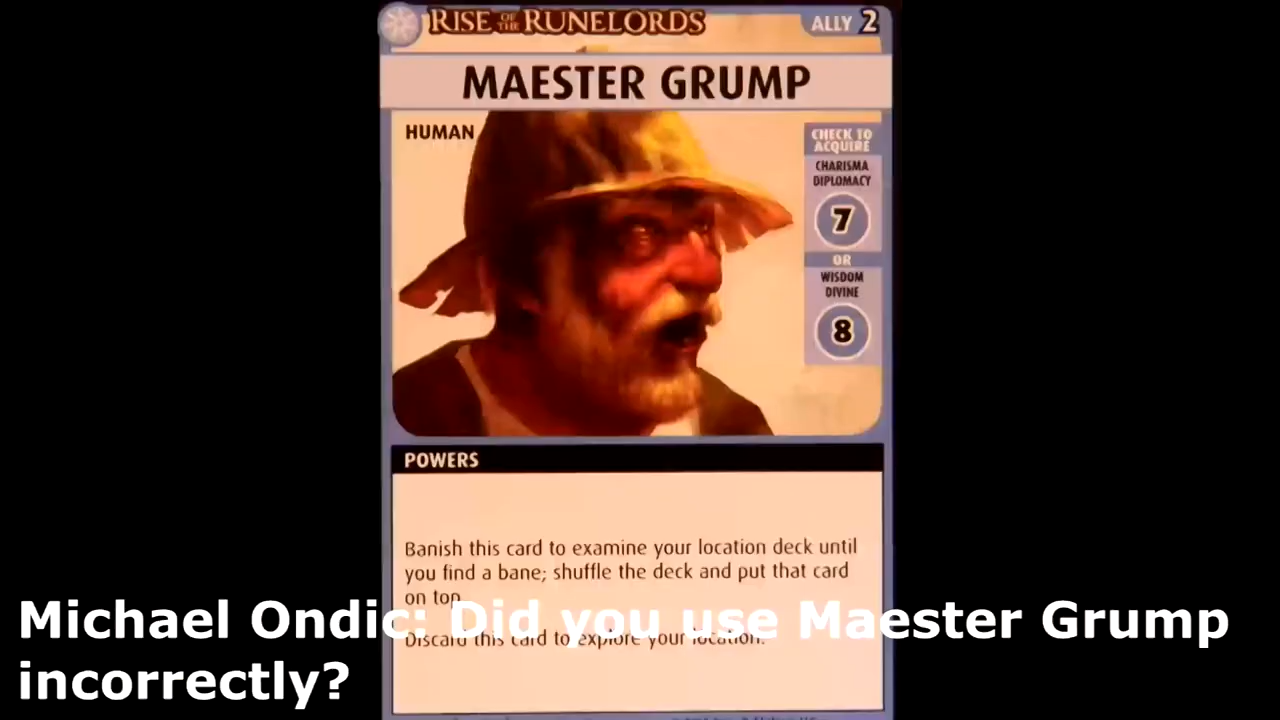 RISE OF THE RUNELORDS
ALLY 2
MAESTER GRUMP
HUMAN
CHECK TO
ACQUIRE
CHARISMA
DIPLOMACY
7
OR
WISDOM
DIVINE
8
POWERS
Banish this card to examine your location deck until
you find a bane; shuffle the deck and put that card
on top.
Discard this card to explore your location.
Michael Ondic: Did you use Maester Grump
incorrectly?